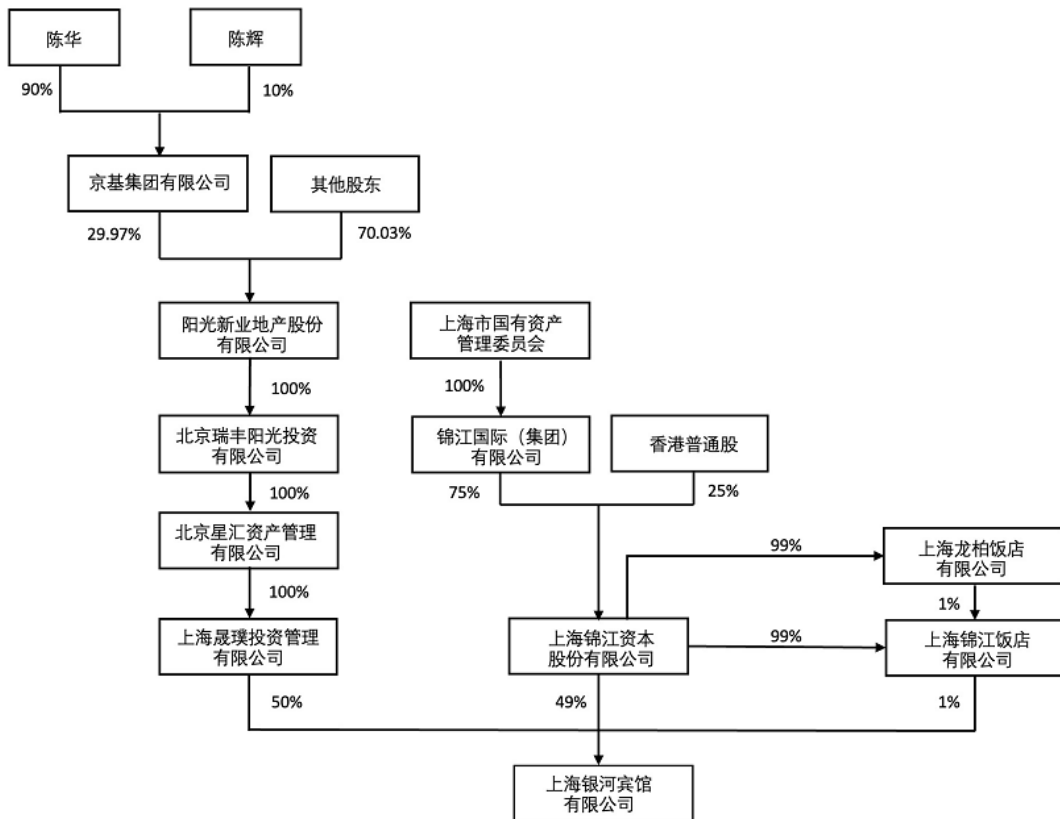 陈华
陈辉
90%
10%
京基集团有限公司
其他股东
29.97%
70.03%
阳光新业地产股份
有限公司
上海市国有资产
管理委员会
100%
100%
北京瑞丰阳光投资
有限公司
锦江国际（集团）
有限公司
香港普通股
100%
75%
25%
北京星汇资产管理
有限公司
99%
上海龙柏饭店
有限公司
100%
1%
上海晟璞投资管理
有限公司
上海锦江资本
股份有限公司
99%
上海锦江饭店
有限公司
50%
49%
1%
上海银河宾馆
有限公司